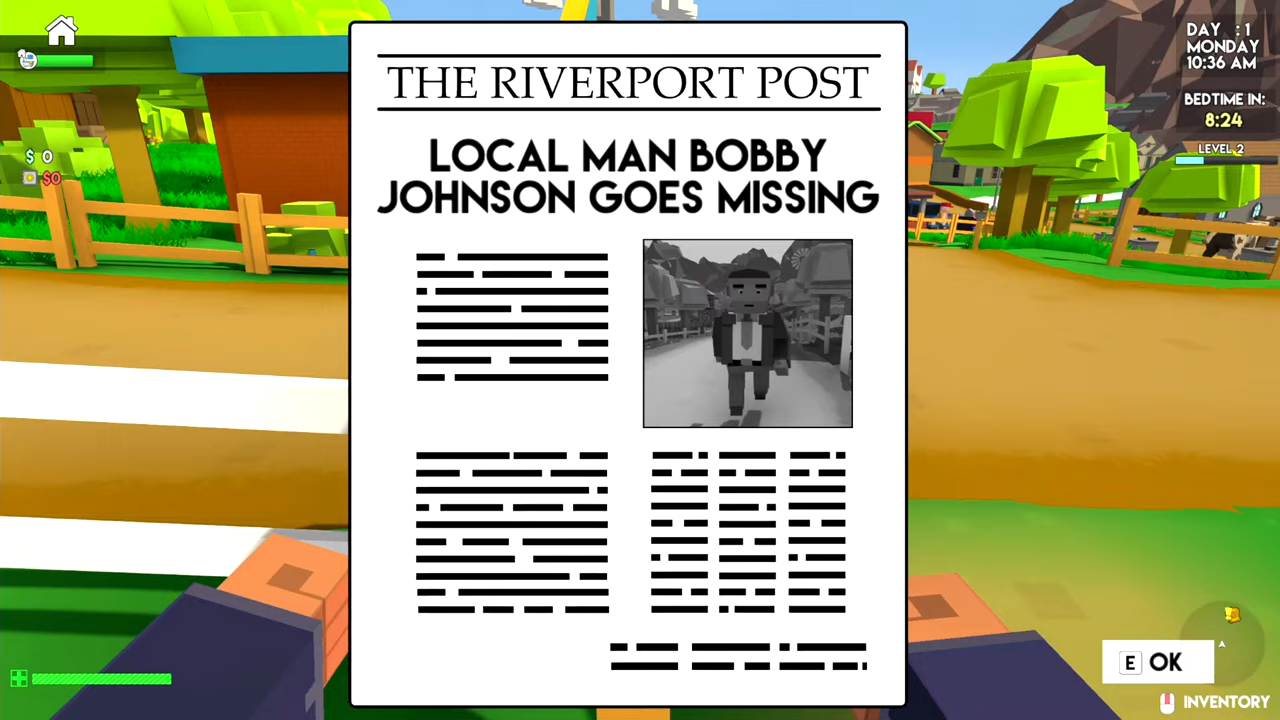 THE RIVERPORT POST
LOCAL MAN BOBBY
JOHNSON GOES MISSING
$ 0
$0
DAY : 1
MONDAY
10:36 AM
BEDTIME IN:
8:24
LEVEL 2
E OK
INVENTORY